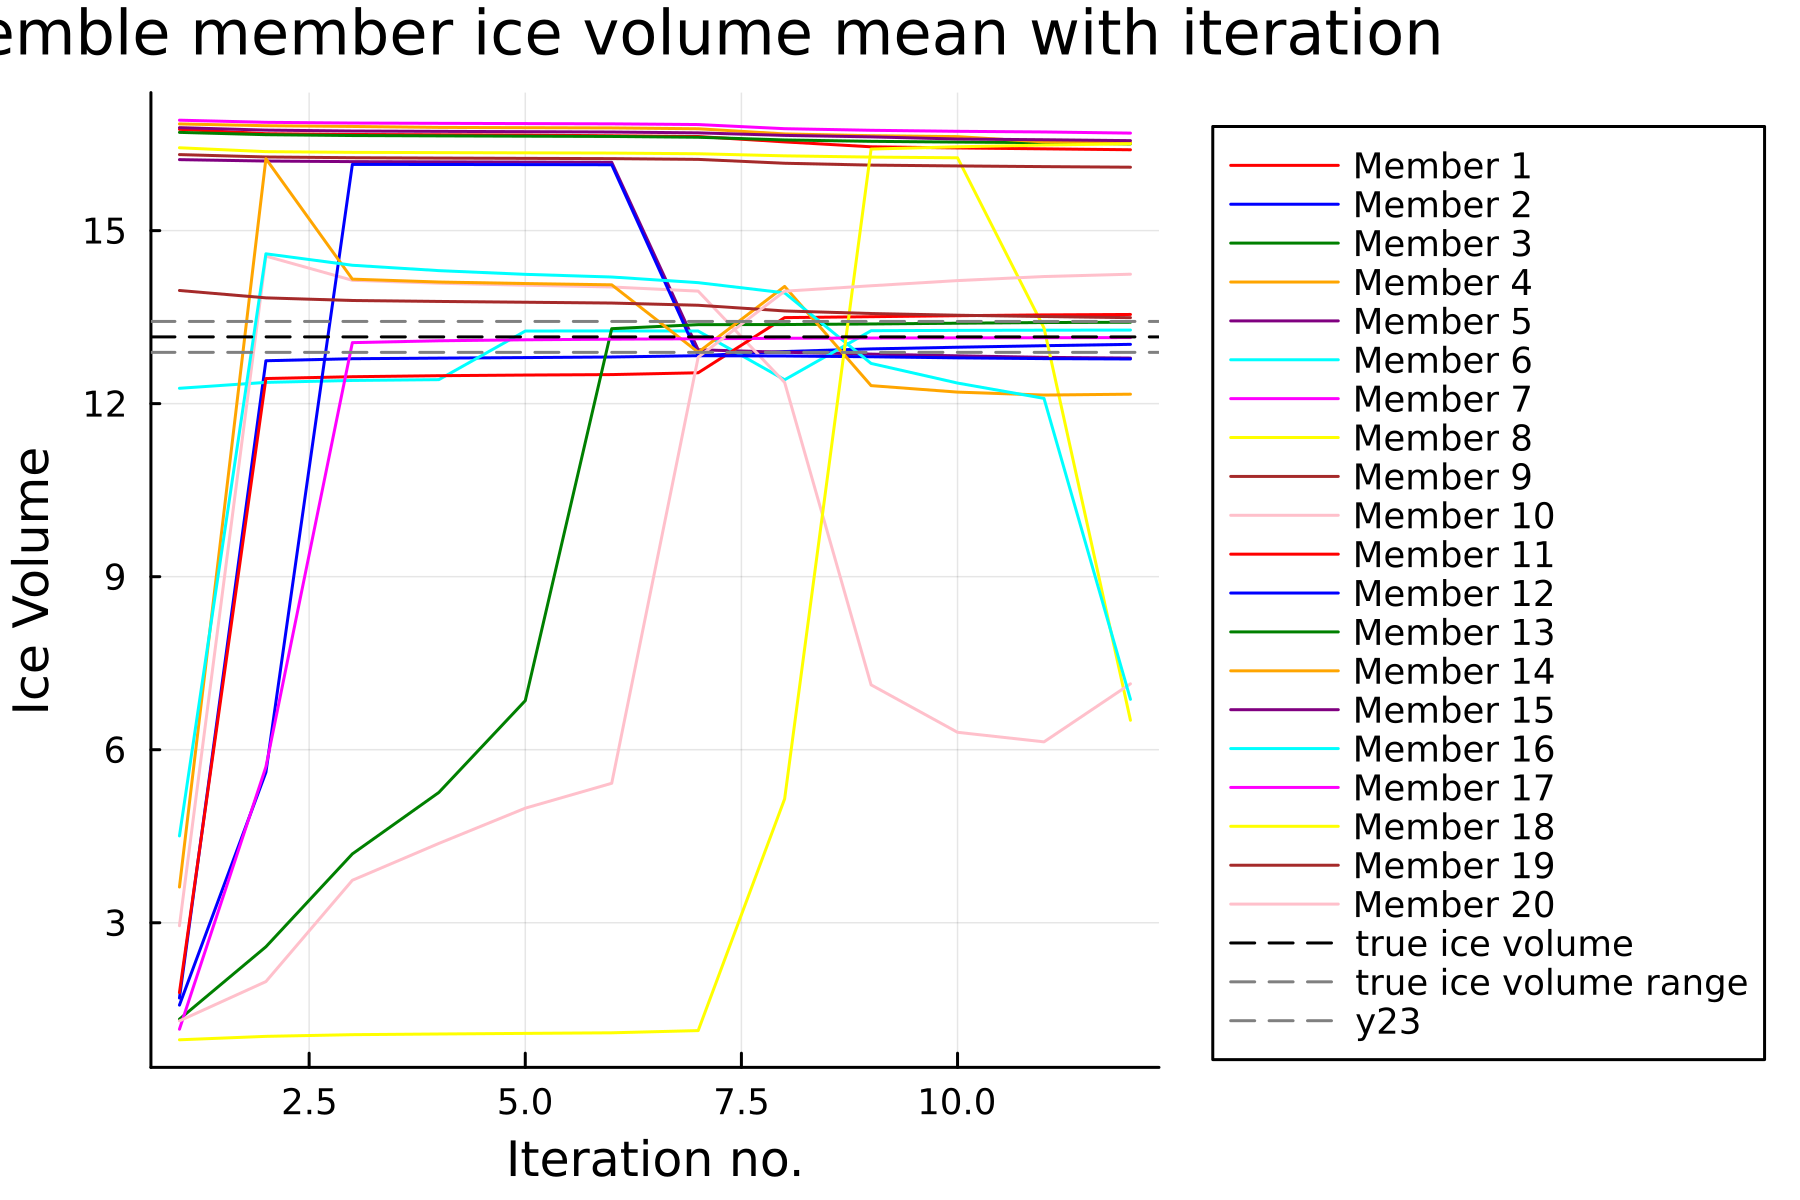 emble member ice volume mean with iteration
Ice Volume
15
12
9
6
3
2.5 5.0 7.5 10.0
Iteration no.
Member 1
Member 2
Member 3
Member 4
Member 5
Member 6
Member 7
Member 8
Member 9
Member 10
Member 11
Member 12
Member 13
Member 14
Member 15
Member 16
Member 17
Member 18
Member 19
Member 20
true ice volume
true ice volume range
y23